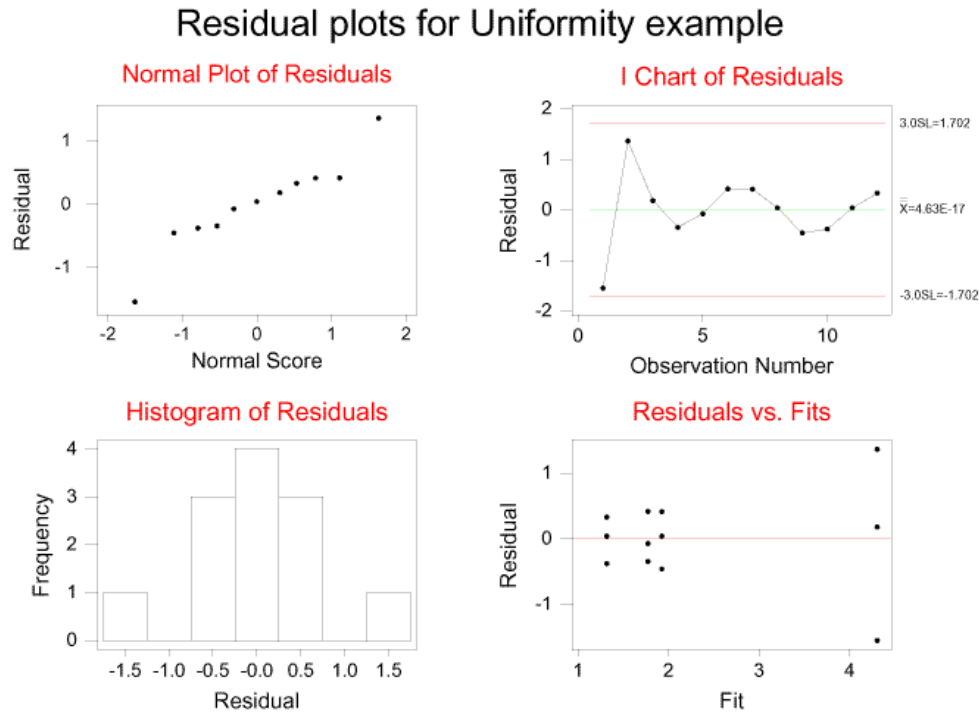 Residual plots for Uniformity example
Normal Plot of Residuals
Residual
1
0
-1
-2 -1 0 1 2
Normal Score
I Chart of Residuals
Residual
2
1
0
-1
-2
3.0SL=1.702
X=4.63E-17
-3.0SL=-1.702
0 5 10
Observation Number
Histogram of Residuals
Frequency
4
3
2
1
0
-1.5 -1.0 -0.5 -0.0 0.5 1.0 1.5
Residual
Residuals vs. Fits
Residual
1
0
-1
1 2 3 4
Fit